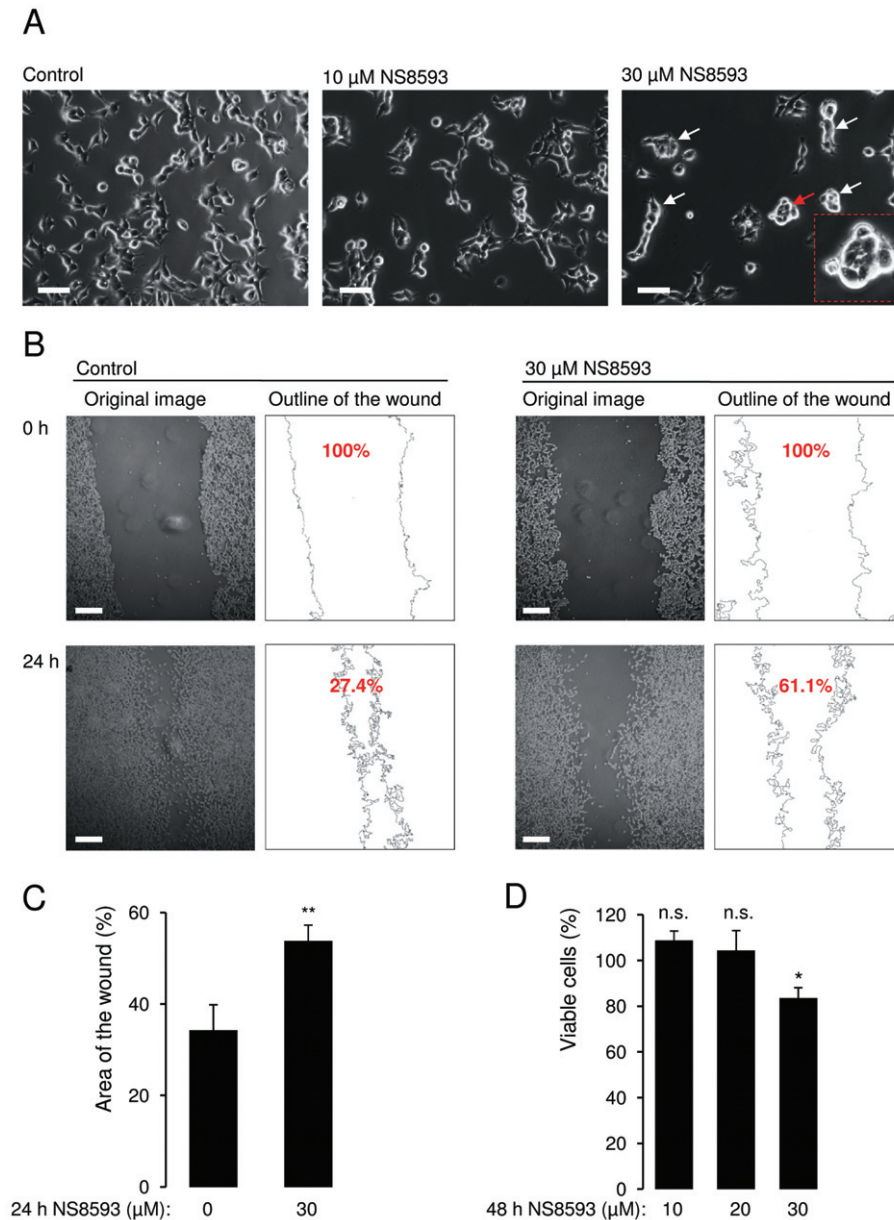 A
Control
10 µM NS8593
30 µM NS8593
B
Control
30 µM NS8593
Original image
Outline of the wound
Original image
Outline of the wound
0 h
100%
100%
24 h
27.4%
61.1%
C
Area of the wound (%)
60
40
20
0
**
24 h NS8593 (µM): 0 30
D
Viable cells (%)
120
100
80
60
40
20
0
n.s.
n.s.
*
48 h NS8593 (µM): 10 20 30